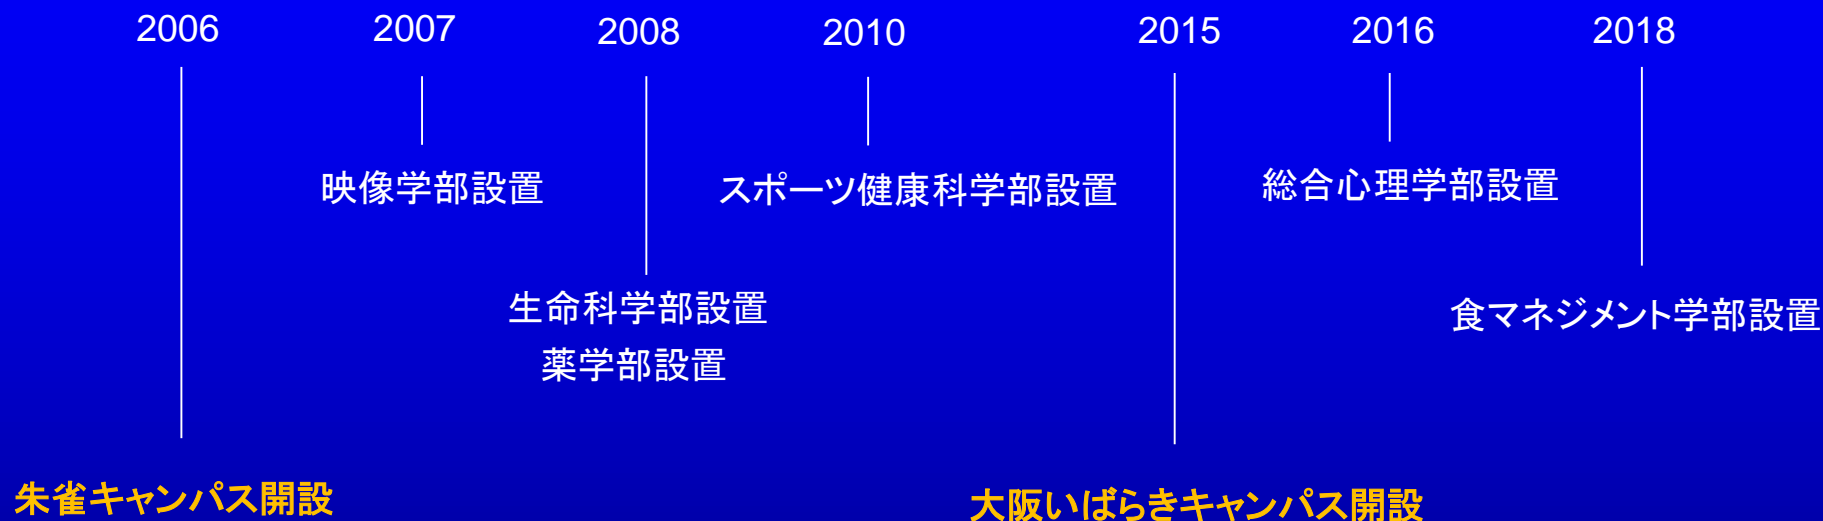 2006
2007
2008
2010
2015
2016
2018
映像学部設置
スポーツ健康科学部設置
総合心理学部設置
生命科学部設置
薬学部設置
食マネジメント学部設置
朱雀キャンパス開設
大阪いばらきキャンパス開設